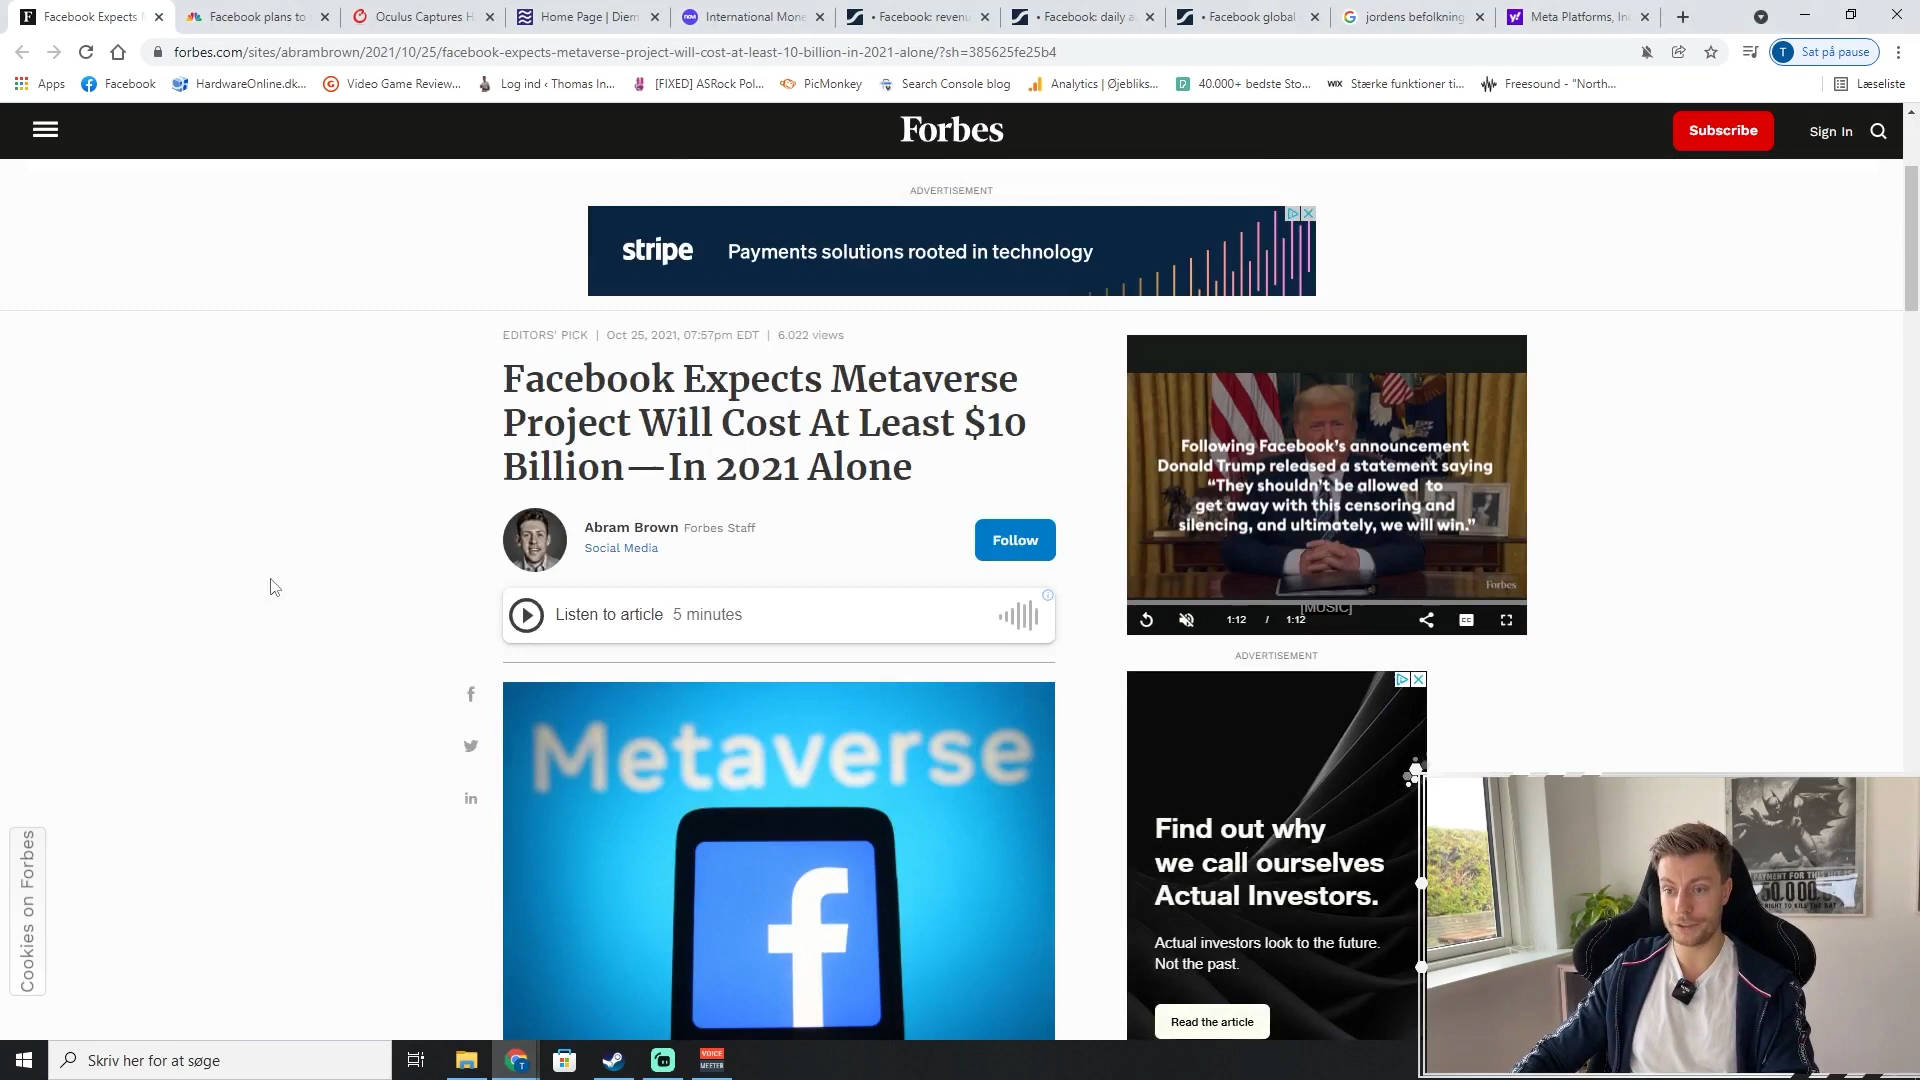 Facebook Expects M
Facebook plans to
Oculus Captures H
Home Page | Diem
International Mone
• Facebook: revenu
• Facebook: daily a
• Facebook global
jordens befolkning
Meta Platforms, In
forbes.com/sites/abrambrown/2021/10/25/facebook-expects-metaverse-project-will-cost-at-least-10-billion-in-2021-alone/?sh=385625fe25b4
T Sat på pause
Apps
Facebook
HardwareOnline.dk...
Video Game Review...
Log ind ‹ Thomas In...
[FIXED] ASRock Pol...
PicMonkey
Search Console blog
Analytics | Øjebliks...
40.000+ bedste Sto...
WIX Stærke funktioner ti...
Freesound - "North...
Læseliste
Forbes
Subscribe
Sign In
ADVERTISEMENT
stripe
Payments solutions rooted in technology
EDITORS' PICK | Oct 25, 2021, 07:57pm EDT | 6.022 views
Facebook Expects Metaverse
Project Will Cost At Least $10
Billion—In 2021 Alone
Abram Brown Forbes Staff
Social Media
Follow
Listen to article 5 minutes
Metaverse
f
Following Facebook's announcement
Donald Trump released a statement saying
"They shouldn't be allowed to
get away with this censoring and
silencing, and ultimately, we will win."
Forbes
[MUSIC]
1:12 / 1:12
CC
ADVERTISEMENT
Find out why
we call ourselves
Actual Investors.
Actual investors look to the future.
Not the past.
Read the article
Cookies on Forbes
Skriv her for at søge
VOICE
MEETER